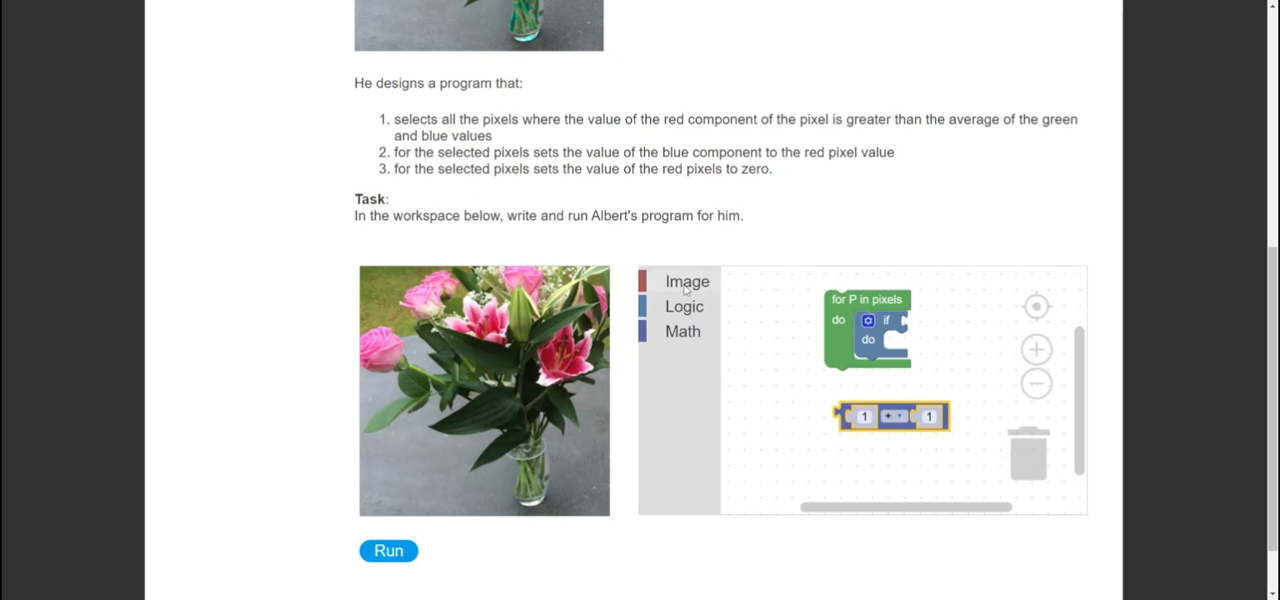 He designs a program that:
1. selects all the pixels where the value of the red component of the pixel is greater than the average of the green
and blue values
2. for the selected pixels sets the value of the blue component to the red pixel value
3. for the selected pixels sets the value of the red pixels to zero.
Task:
In the workspace below, write and run Albert's program for him.
Image
Logic
Math
for P in pixels
do if
do
1 + 1
Run